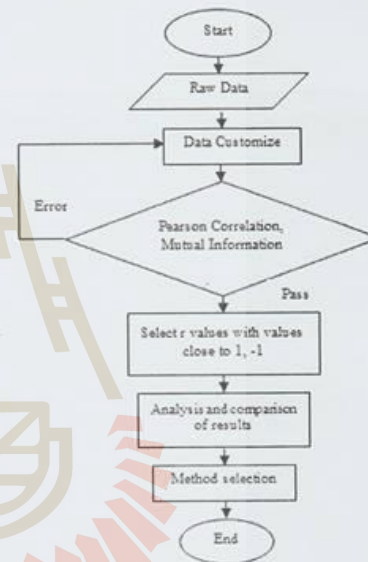 Start
Raw Data
Data Customize
Error
Pearson Correlation,
Mutual Information
Pass
Select r values with values
close to 1, -1
Analysis and comparison
of results
Method selection
End